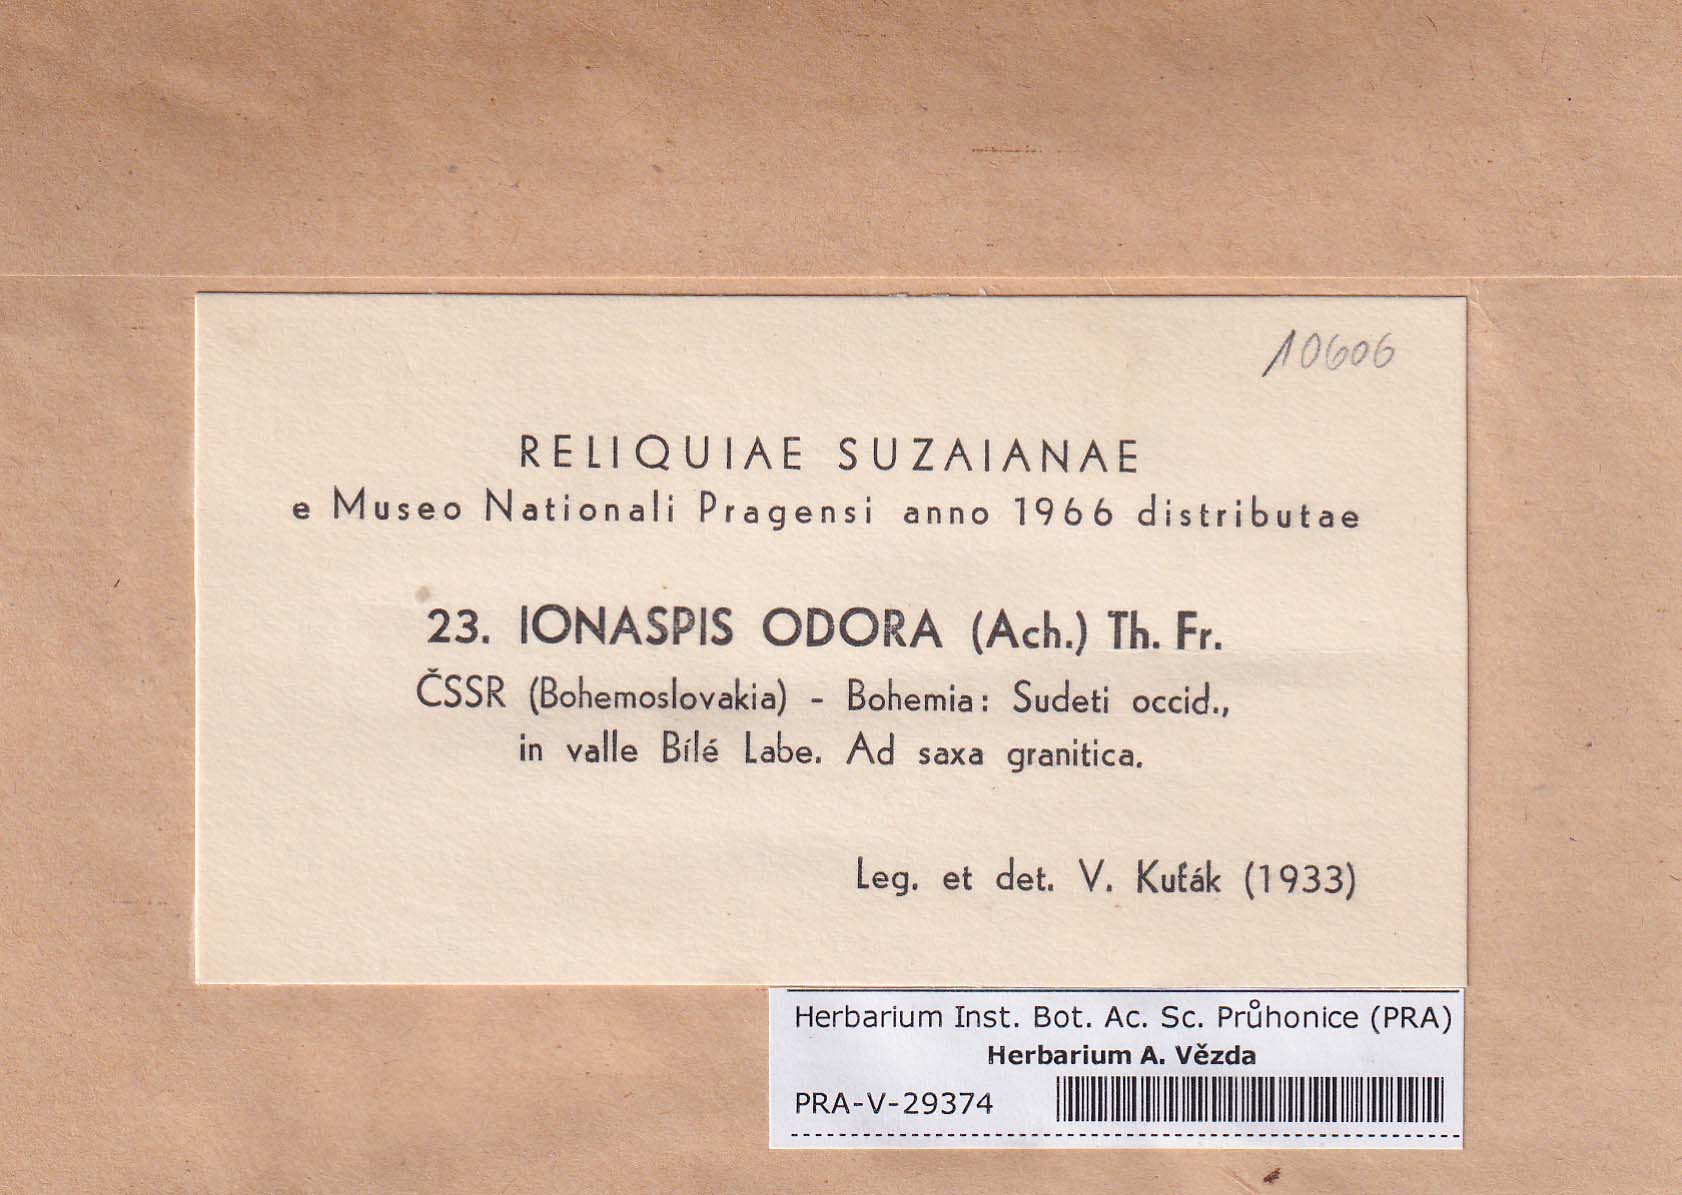 10606
RELIQUIAE SUZAIANAE
e Museo Nationali Pragensi anno 1966 distributae
23. IONASPIS ODORA (Ach.) Th. Fr.
ČSSR (Bohemoslovakia) - Bohemia: Sudeti occid.,
in valle Bílé Labe. Ad saxa granitica.
Leg. et det. V. Kuťák (1933)
Herbarium Inst. Bot. Ac. Sc. Průhonice (PRA)
Herbarium A. Vězda
PRA-V-29374